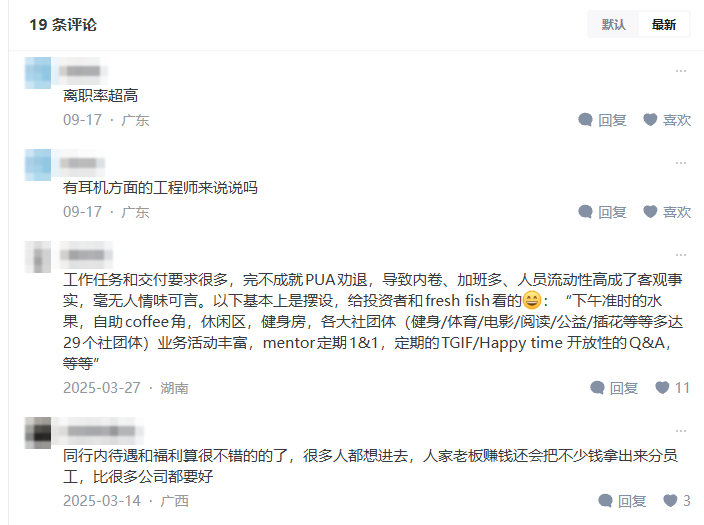 19 条评论
默认 最新
离职率超高
09-17 · 广东 回复 喜欢
有耳机方面的工程师来说说吗
09-17 · 广东 回复 喜欢
工作任务和交付要求很多，完不成就PUA劝退，导致内卷、加班多、人员流动性高成了客观事
实，毫无人情味可言。以下基本上是摆设，给投资者和fresh fish看的😄：“下午准时的水
果，自助coffee角，休闲区，健身房，各大社团体（健身/体育/电影/阅读/公益/插花等等多达
29个社团体）业务活动丰富，mentor定期1&1，定期的TGIF/Happy time 开放性的Q&A，
等等”
2025-03-27 · 湖南 回复 11
同行内待遇和福利算很不错的的了，很多人都想进去，人家老板赚钱还会把不少钱拿出来分员
工，比很多公司都要好
2025-03-14 · 广西 回复 3